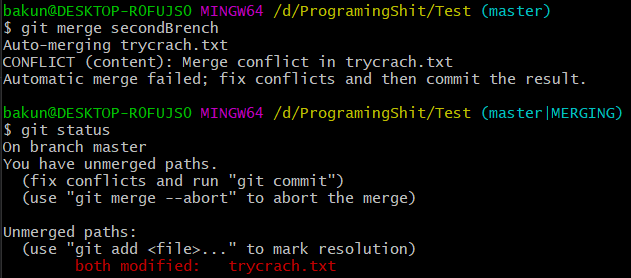 bakun@DESKTOP-R0FUJSO MINGW64 /d/ProgramingShit/Test (master)
$ git merge secondBrench
Auto-merging trycrach.txt
CONFLICT (content): Merge conflict in trycrach.txt
Automatic merge failed; fix conflicts and then commit the result.

bakun@DESKTOP-R0FUJSO MINGW64 /d/ProgramingShit/Test (master|MERGING)
$ git status
On branch master
You have unmerged paths.
  (fix conflicts and run "git commit")
  (use "git merge --abort" to abort the merge)

Unmerged paths:
  (use "git add <file>..." to mark resolution)
        both modified:   trycrach.txt